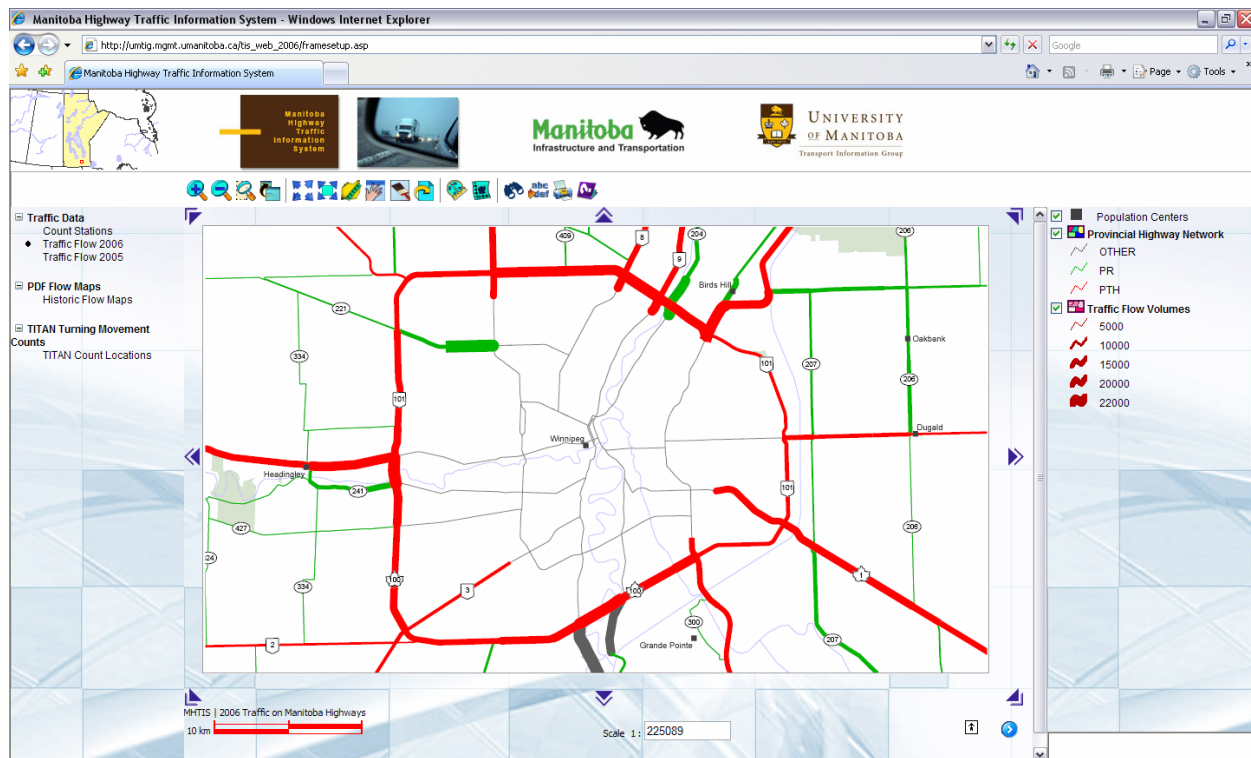 Manitoba Highway Traffic Information System - Windows Internet Explorer
http://umtig.mgmt.umanitoba.ca/tis_web_2006/framesetup.asp
Google
Manitoba Highway Traffic Information System
Page
Tools
Manitoba
Highway
Traffic
Information
System
Manitoba
Infrastructure and Transportation
UNIVERSITY
OF MANITOBA
Transport Information Group
abc
def
Traffic Data
Count Stations
Traffic Flow 2006
Traffic Flow 2005
PDF Flow Maps
Historic Flow Maps
TITAN Turning Movement
Counts
TITAN Count Locations
409
8
204
206
9
Birds Hill
221
334
101
207
Oakbank
101
206
Winnipeg
Dugald
Headingley
241
101
427
206
24
334
100
3
100
1
300
2
Grande Pointe
207
Population Centers
Provincial Highway Network
OTHER
PR
PTH
Traffic Flow Volumes
5000
10000
15000
20000
22000
MHTIS | 2006 Traffic on Manitoba Highways
10 km
Scale 1 : 225089